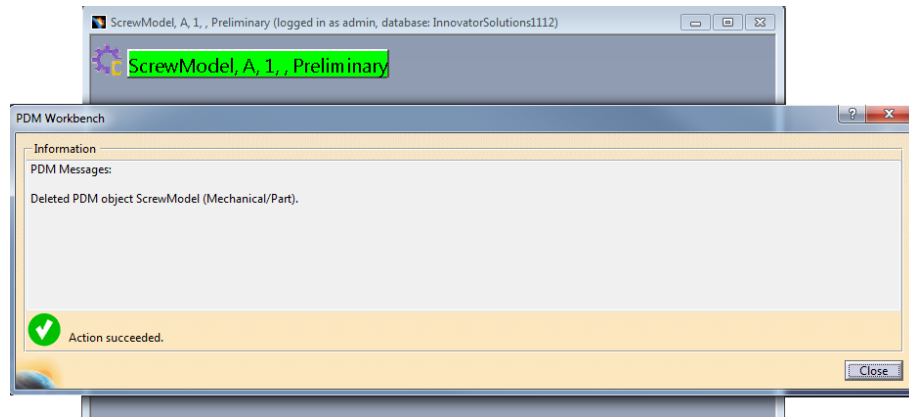 ScrewModel, A, 1, , Preliminary (logged in as admin, database: InnovatorSolutions1112)
ScrewModel, A, 1, , Preliminary
PDM Workbench
Information
PDM Messages:
Deleted PDM object ScrewModel (Mechanical/Part).
Action succeeded.
Close